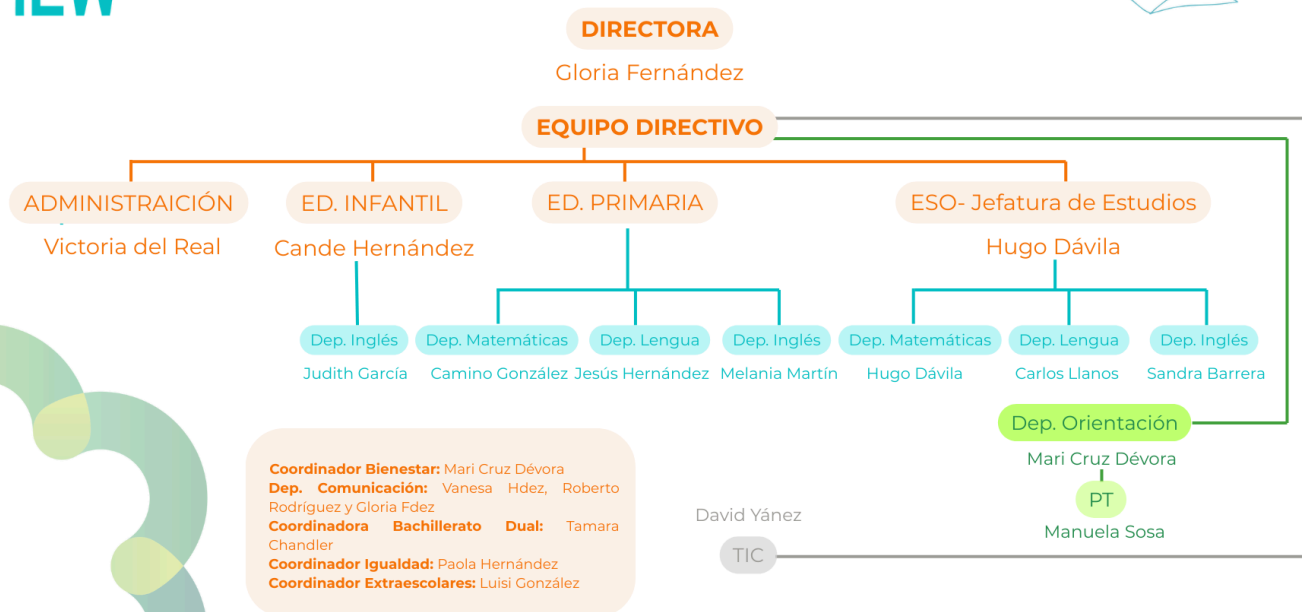 IEW
DIRECTORA
Gloria Fernández
EQUIPO DIRECTIVO
ADMINISTRAICIÓN
Victoria del Real
ED. INFANTIL
Cande Hernández
ED. PRIMARIA
ESO- Jefatura de Estudios
Hugo Dávila
Dep. Inglés
Judith García
Dep. Matemáticas
Camino González
Dep. Lengua
Jesús Hernández
Dep. Inglés
Melania Martín
Dep. Matemáticas
Hugo Dávila
Dep. Lengua
Carlos Llanos
Dep. Inglés
Sandra Barrera
Dep. Orientación
Mari Cruz Dévora
PT
Manuela Sosa
David Yánez
TIC
Coordinador Bienestar: Mari Cruz Dévora
Dep. Comunicación: Vanesa Hdez, Roberto
Rodríguez y Gloria Fdez
Coordinadora Bachillerato Dual: Tamara
Chandler
Coordinador Igualdad: Paola Hernández
Coordinador Extraescolares: Luisi González